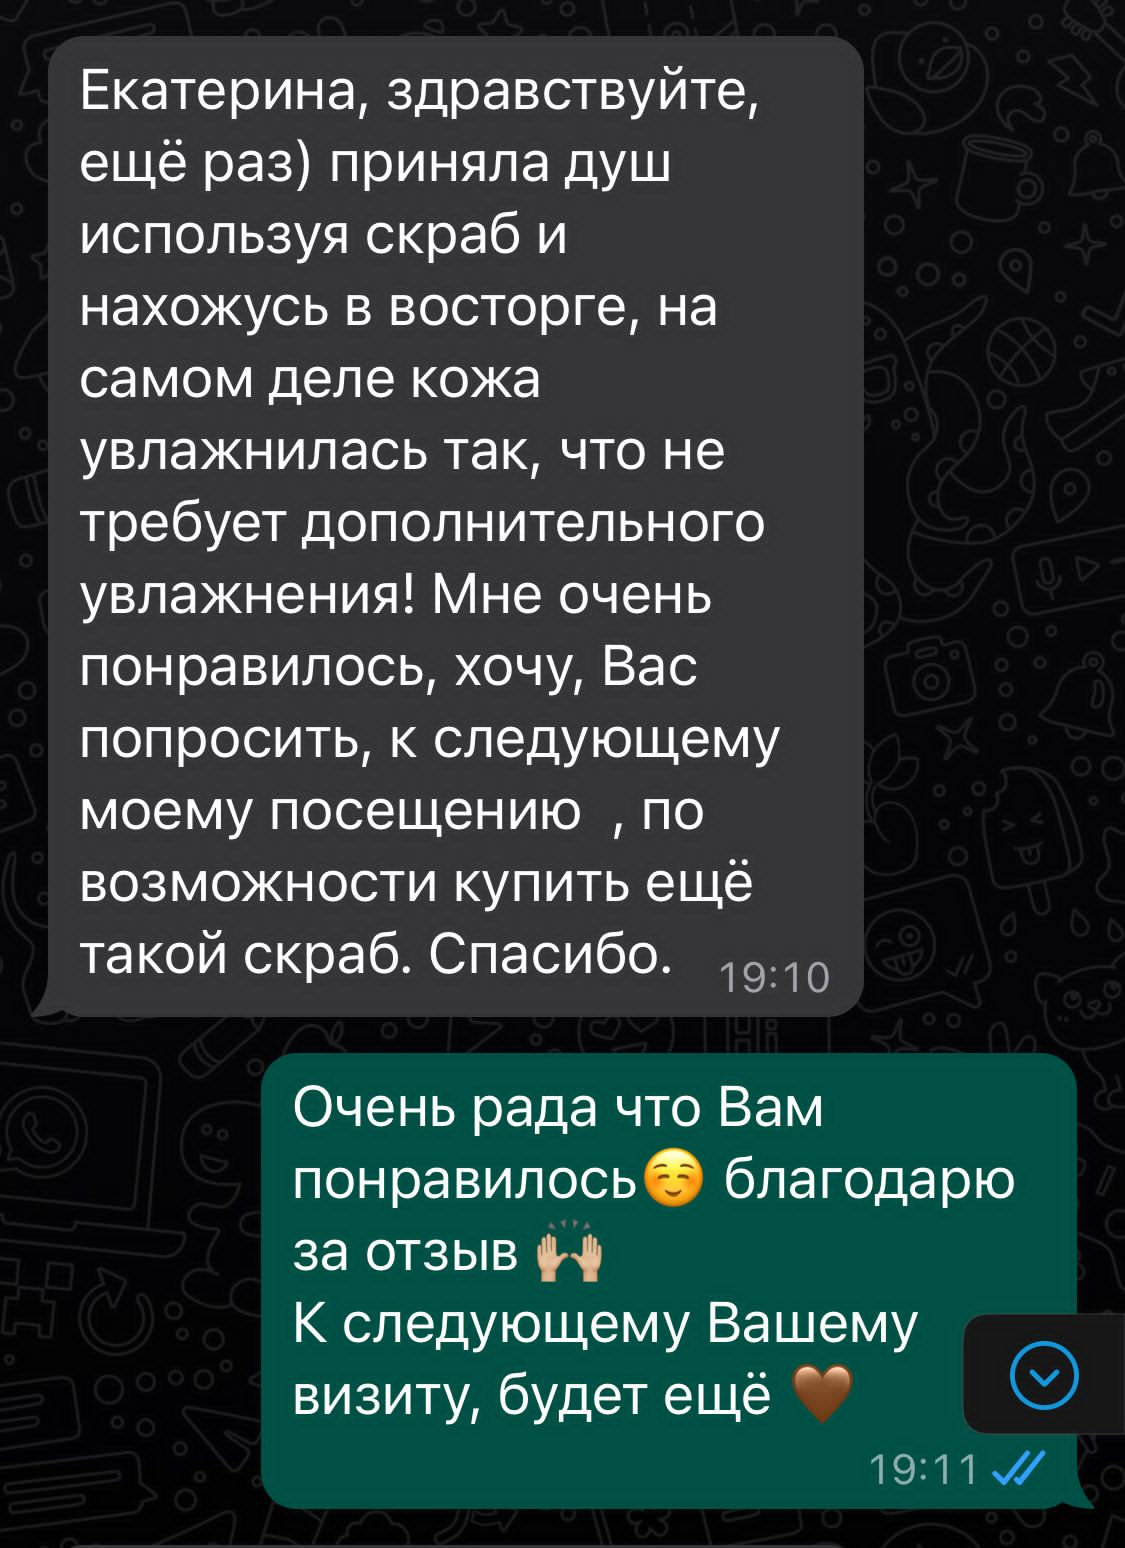 Екатерина, здравствуйте,
ещё раз) приняла душ
используя скраб и
нахожусь в восторге, на
самом деле кожа
увлажнилась так, что не
требует дополнительного
увлажнения! Мне очень
понравилось, хочу, Вас
попросить, к следующему
моему посещению  , по
возможности купить ещё
такой скраб. Спасибо.
19:10
Очень рада что Вам
понравилось☺️ благодарю
за отзыв 🙌🏼
К следующему Вашему
визиту, будет ещё 🤎
19:11